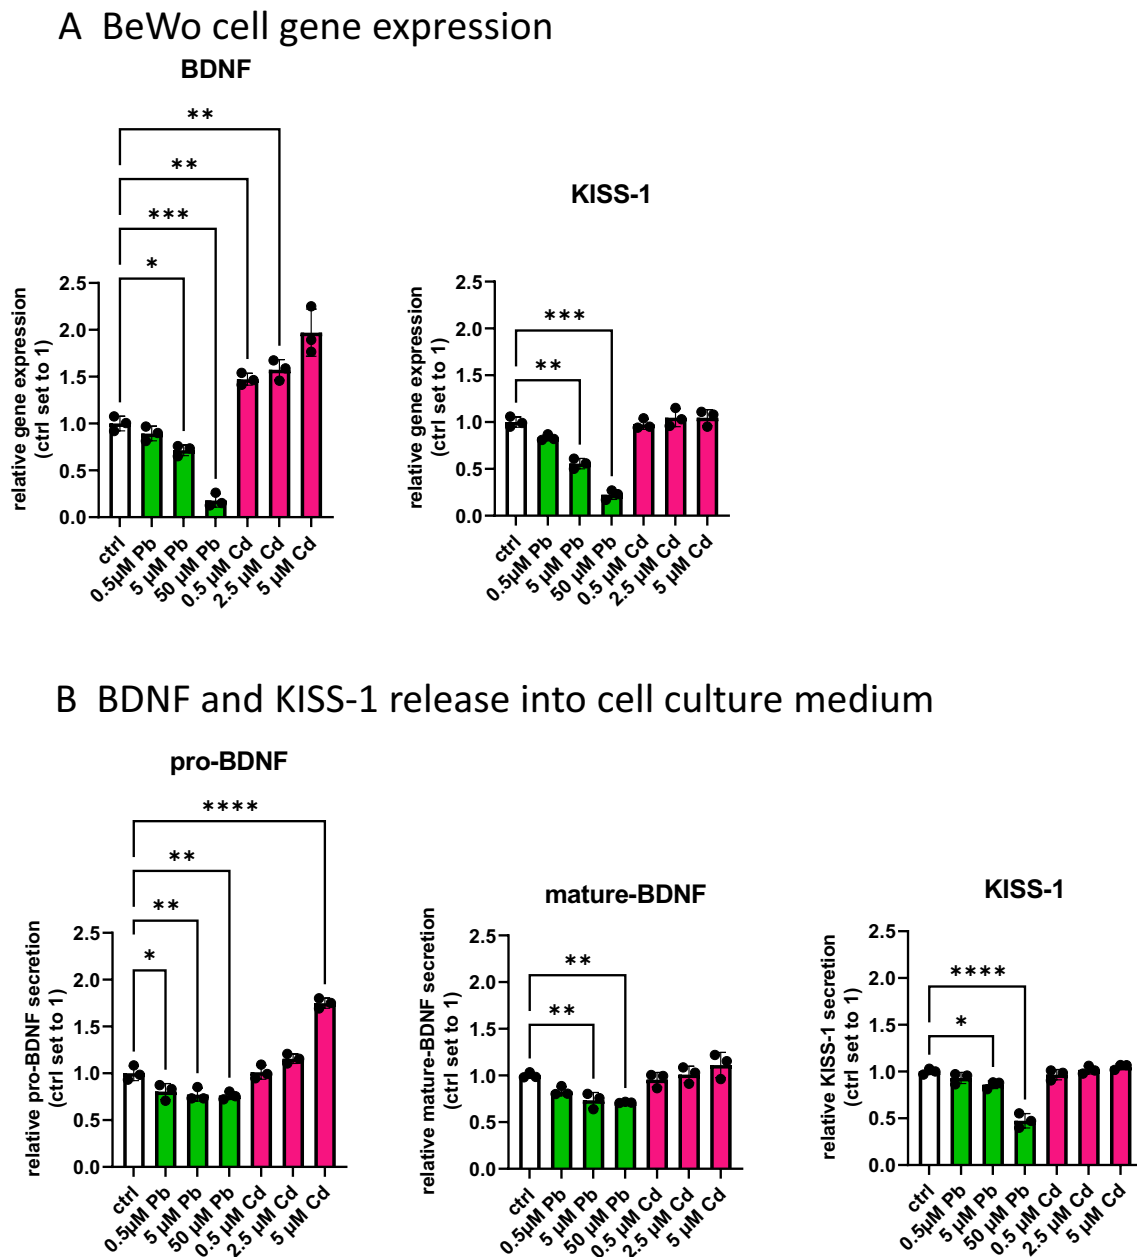 A BeWo cell gene expression
BDNF
**
**
***
*
relative gene expression
(ctrl set to 1)
2.5
2.0
1.5
1.0
0.5
0.0
ctrl
0.5µM Pb
5 µM Pb
50 µM Pb
0.5 µM Cd
2.5 µM Cd
5 µM Cd
KISS-1
***
**
relative gene expression
(ctrl set to 1)
2.5
2.0
1.5
1.0
0.5
0.0
ctrl
0.5µM Pb
5 µM Pb
50 µM Pb
0.5 µM Cd
2.5 µM Cd
5 µM Cd
B BDNF and KISS-1 release into cell culture medium
pro-BDNF
****
**
**
*
relative pro-BDNF secretion
(ctrl set to 1)
2.5
2.0
1.5
1.0
0.5
0.0
ctrl
0.5µM Pb
5 µM Pb
50 µM Pb
0.5 µM Cd
2.5 µM Cd
5 µM Cd
mature-BDNF
**
**
relative mature-BDNF secretion
(ctrl set to 1)
2.5
2.0
1.5
1.0
0.5
0.0
ctrl
0.5µM Pb
5 µM Pb
50 µM Pb
0.5 µM Cd
2.5 µM Cd
5 µM Cd
KISS-1
****
*
relative KISS-1 secretion
(ctrl set to 1)
2.5
2.0
1.5
1.0
0.5
0.0
ctrl
0.5µM Pb
5 µM Pb
50 µM Pb
0.5 µM Cd
2.5 µM Cd
5 µM Cd